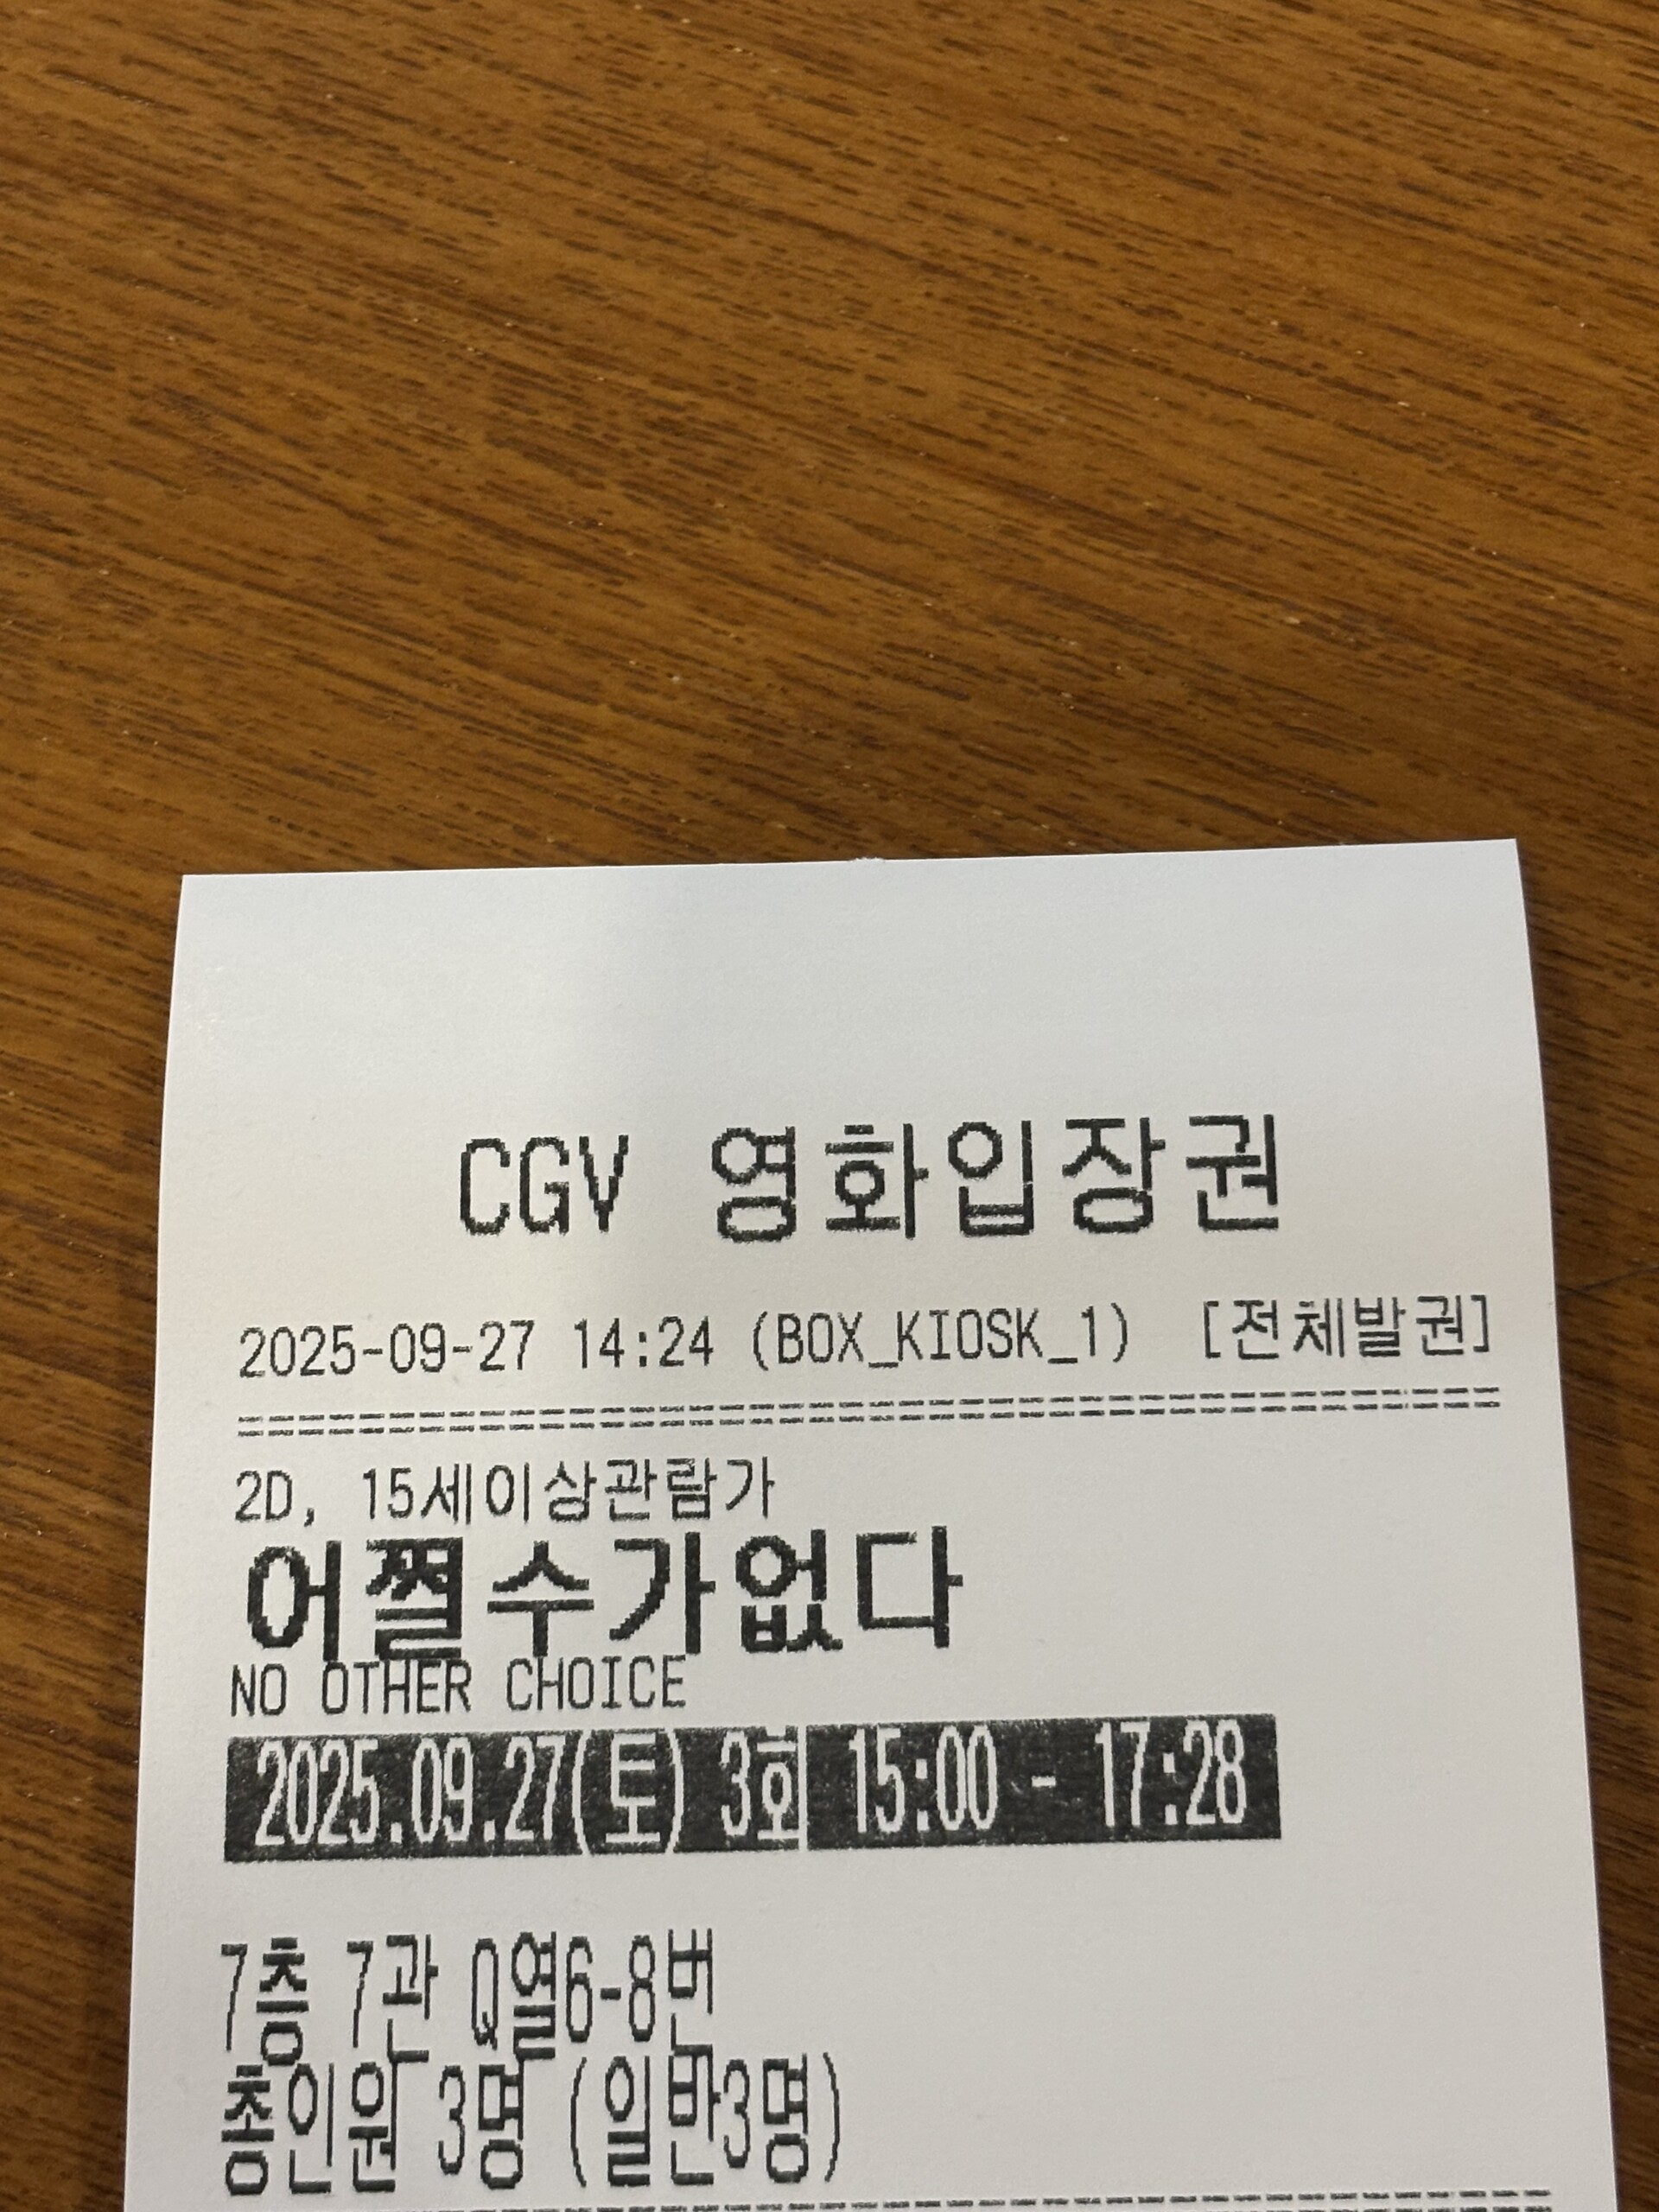 CGV 영화입장권
2025-09-27 14:24 (BOX_KIOSK_1) [전체발권]
2D, 15세이상관람가
어쩔수가없다
NO OTHER CHOICE
2025.09.27(토) 3회 15:00 - 17:28
7층 7관 Q열6-8번
총인원 3명 (일반3명)